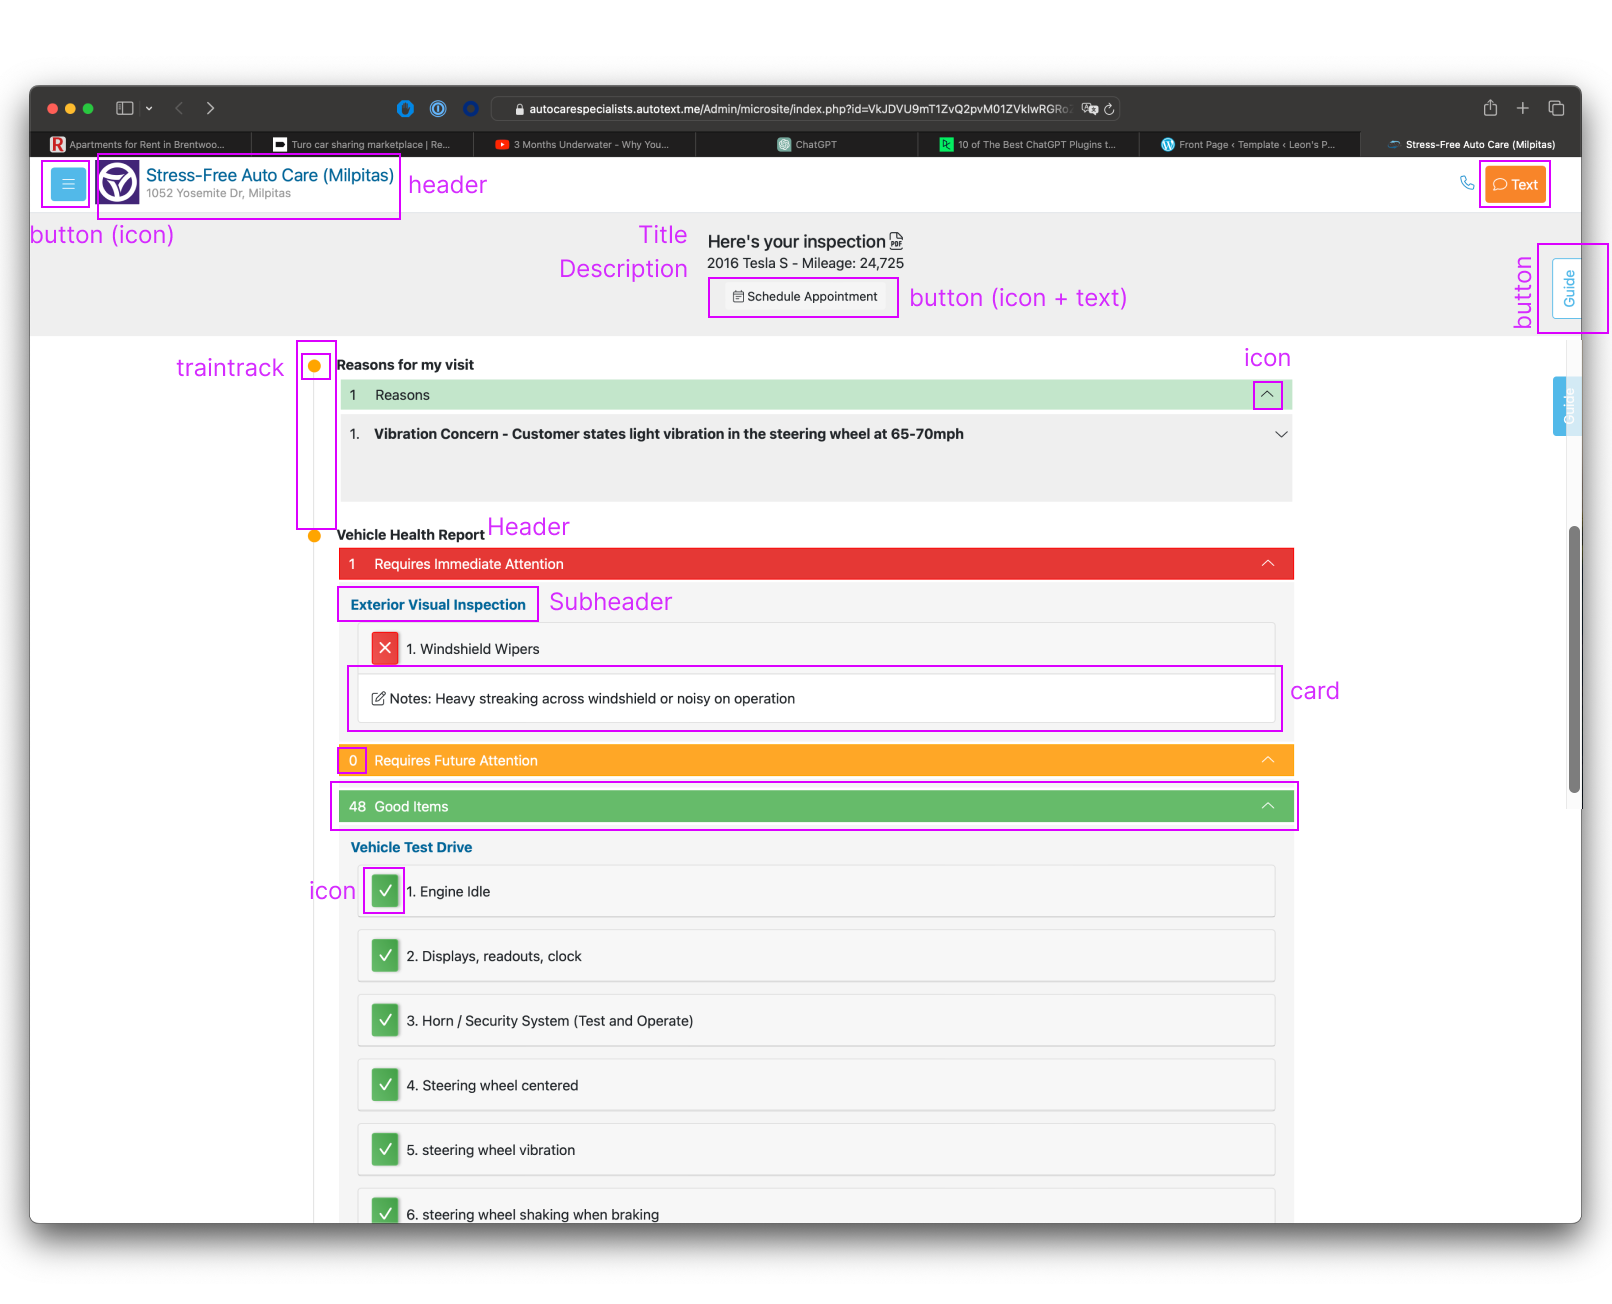 autocarespecialists.autotext.me/Admin/microsite/index.php?id=VkJDVU9mT1ZvQ2pvM01ZVklwRGRo
Apartments for Rent in Brentwoo...
Turo car sharing marketplace | Re...
3 Months Underwater - Why You...
ChatGPT
10 of The Best ChatGPT Plugins t...
Front Page ‹ Template ‹ Leon's P...
Stress-Free Auto Care (Milpitas)
Stress-Free Auto Care (Milpitas)
1052 Yosemite Dr, Milpitas
header
Text
button (icon)
Title
Here's your inspection
PDF
Description
2016 Tesla S - Mileage: 24,725
Schedule Appointment
button (icon + text)
button
Guide
traintrack
Reasons for my visit
icon
1 Reasons
Guide
1. Vibration Concern - Customer states light vibration in the steering wheel at 65-70mph
Vehicle Health Report
Header
1 Requires Immediate Attention
Exterior Visual Inspection
Subheader
1. Windshield Wipers
Notes: Heavy streaking across windshield or noisy on operation
card
0 Requires Future Attention
48 Good Items
Vehicle Test Drive
icon
1. Engine Idle
2. Displays, readouts, clock
3. Horn / Security System (Test and Operate)
4. Steering wheel centered
5. steering wheel vibration
6. steering wheel shaking when braking